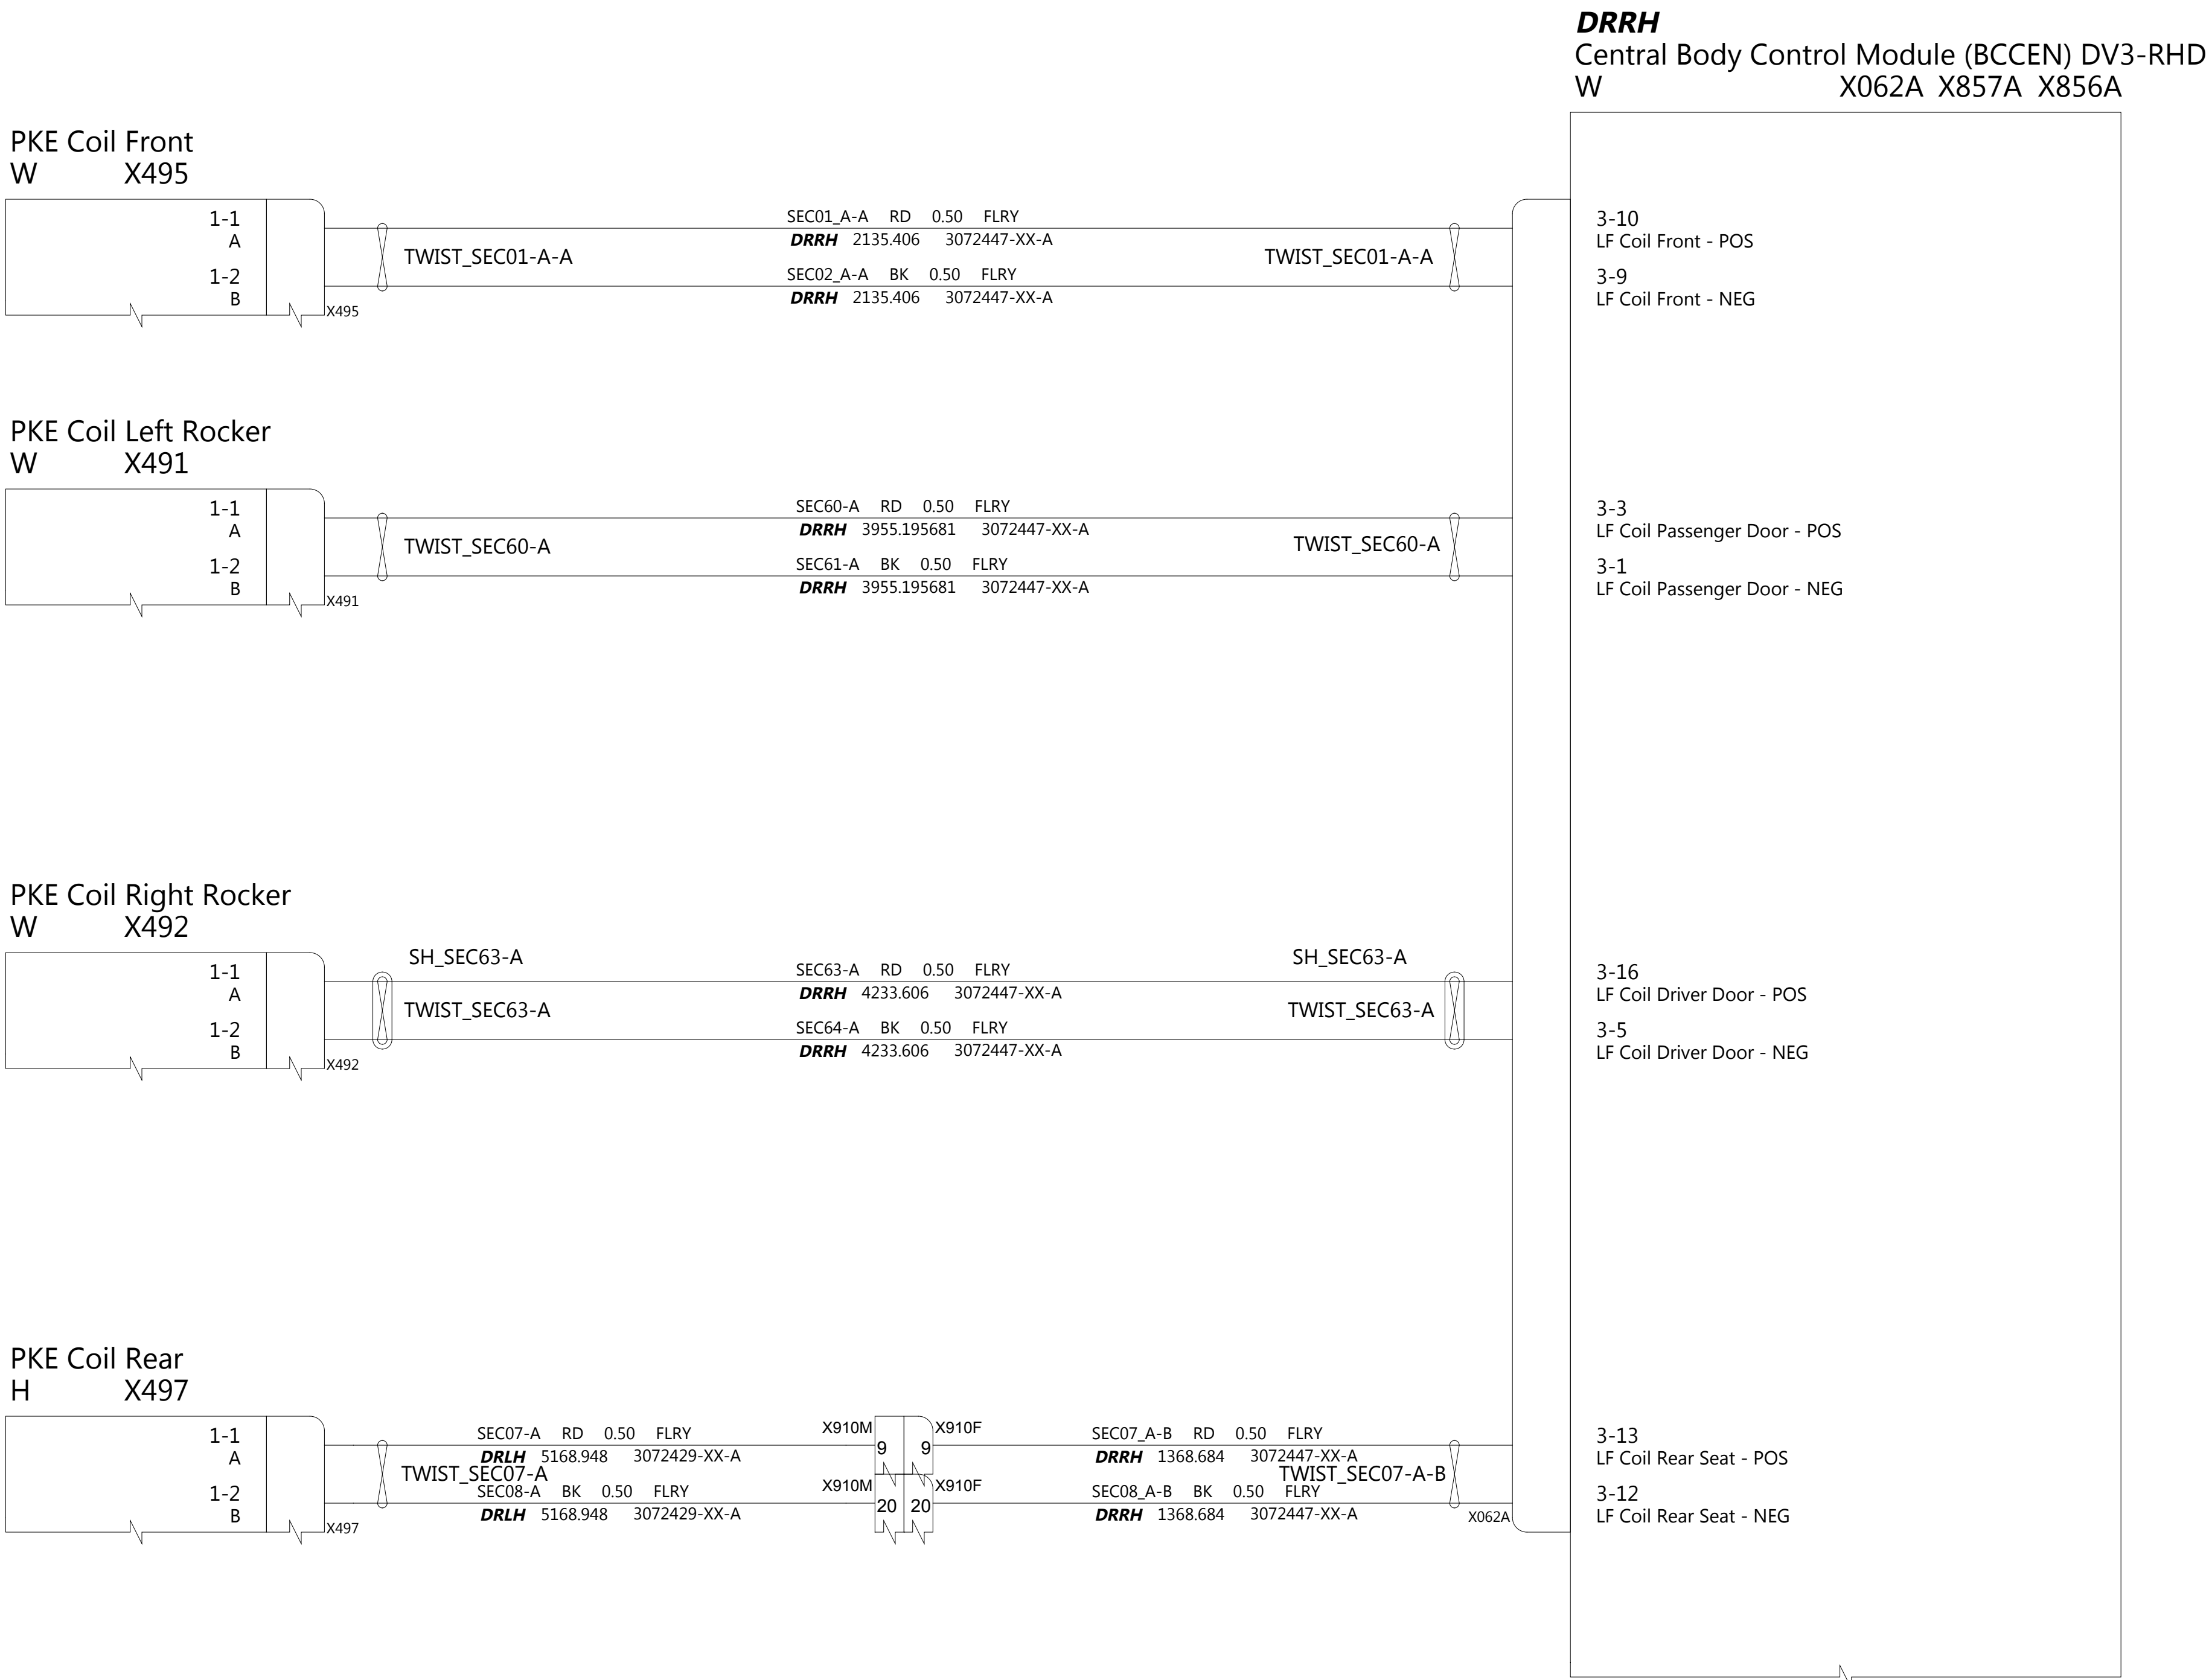 DRRH
Central Body Control Module (BCCEN) DV3-RHD
W X062A X857A X856A
PKE Coil Front
W X495
1-1
A
1-2
B
X495
TWIST_SEC01-A-A
SEC01_A-A RD 0.50 FLRY
DRRH 2135.406 3072447-XX-A
SEC02_A-A BK 0.50 FLRY
DRRH 2135.406 3072447-XX-A
TWIST_SEC01-A-A
3-10
LF Coil Front - POS
3-9
LF Coil Front - NEG
PKE Coil Left Rocker
W X491
1-1
A
1-2
B
X491
TWIST_SEC60-A
SEC60-A RD 0.50 FLRY
DRRH 3955.195681 3072447-XX-A
SEC61-A BK 0.50 FLRY
DRRH 3955.195681 3072447-XX-A
TWIST_SEC60-A
3-3
LF Coil Passenger Door - POS
3-1
LF Coil Passenger Door - NEG
PKE Coil Right Rocker
W X492
1-1
A
1-2
B
X492
SH_SEC63-A
TWIST_SEC63-A
SEC63-A RD 0.50 FLRY
DRRH 4233.606 3072447-XX-A
SEC64-A BK 0.50 FLRY
DRRH 4233.606 3072447-XX-A
SH_SEC63-A
TWIST_SEC63-A
3-16
LF Coil Driver Door - POS
3-5
LF Coil Driver Door - NEG
PKE Coil Rear
H X497
1-1
A
1-2
B
X497
SEC07-A RD 0.50 FLRY
DRLH 5168.948 3072429-XX-A
TWIST_SEC07-A
SEC08-A BK 0.50 FLRY
DRLH 5168.948 3072429-XX-A
X910M 9 9 X910F
X910M 20 20 X910F
SEC07_A-B RD 0.50 FLRY
DRRH 1368.684 3072447-XX-A
TWIST_SEC07-A-B
SEC08_A-B BK 0.50 FLRY
DRRH 1368.684 3072447-XX-A
X062A
3-13
LF Coil Rear Seat - POS
3-12
LF Coil Rear Seat - NEG